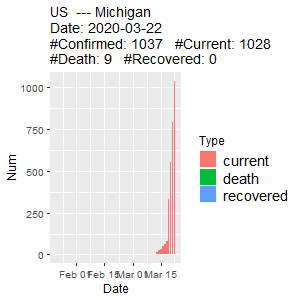 US  --- Michigan
Date: 2020-03-22
#Confirmed: 1037   #Current: 1028
#Death: 9   #Recovered: 0
1000
750
500
250
0
Num
Feb 01 Feb 15 Mar 01 Mar 15
Date
Type
current
death
recovered